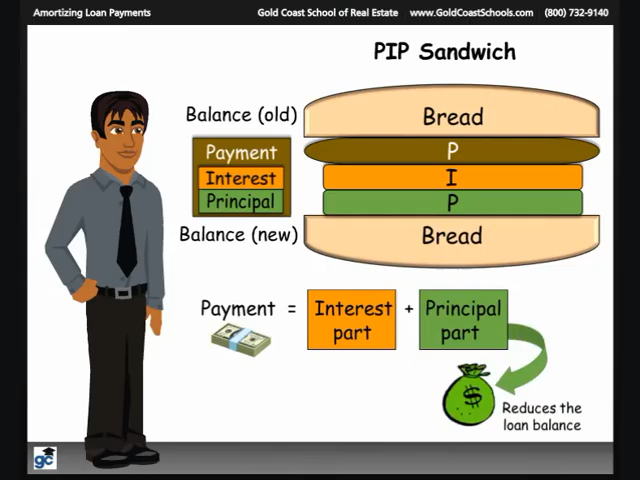 Amortizing Loan Payments
Gold Coast School of Real Estate www.GoldCoastSchools.com (800) 732-9140
PIP Sandwich
Balance (old)
Bread
Payment
P
Interest
I
Principal
P
Balance (new)
Bread
Payment = Interest part + Principal part
$
Reduces the
loan balance
gc